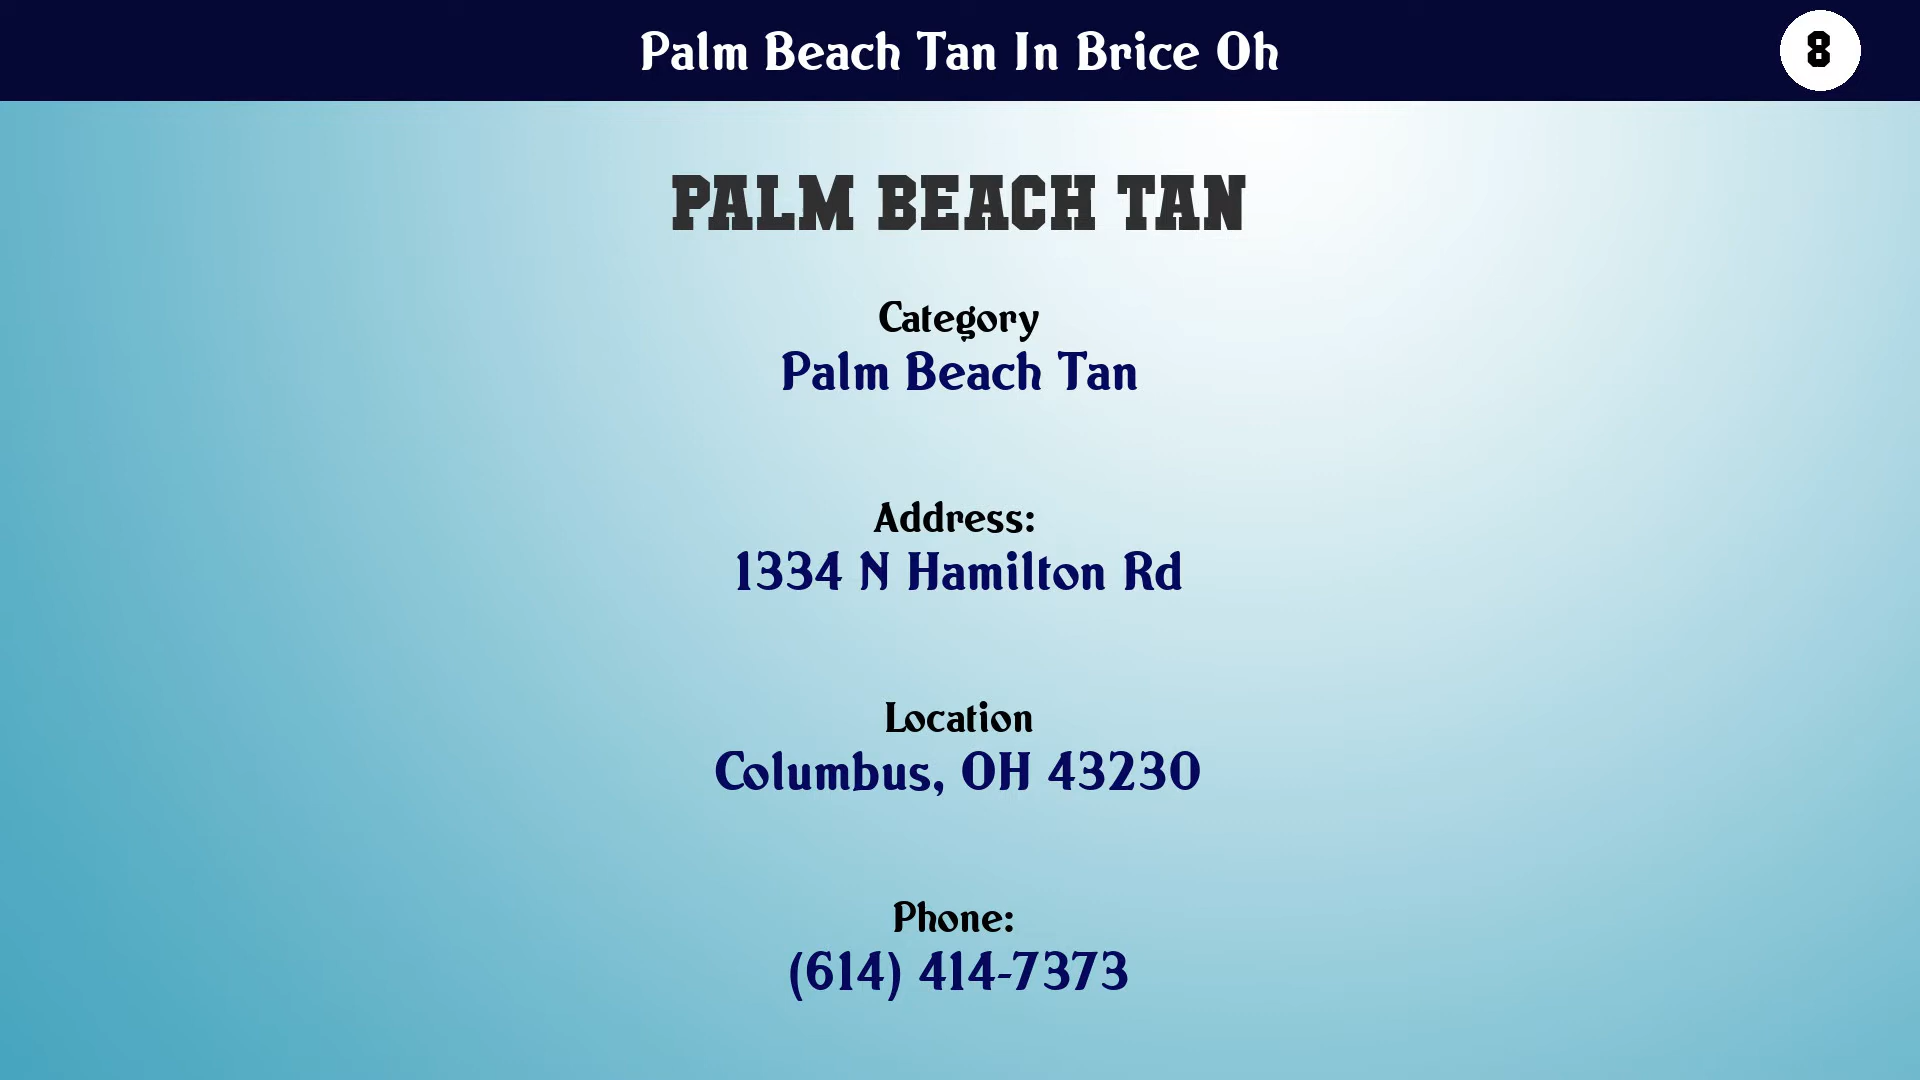 Palm Beach Tan In Brice Oh
8
PALM BEACH TAN
Category
Palm Beach Tan
Address:
1334 N Hamilton Rd
Location
Columbus, OH 43230
Phone:
(614) 414-7373